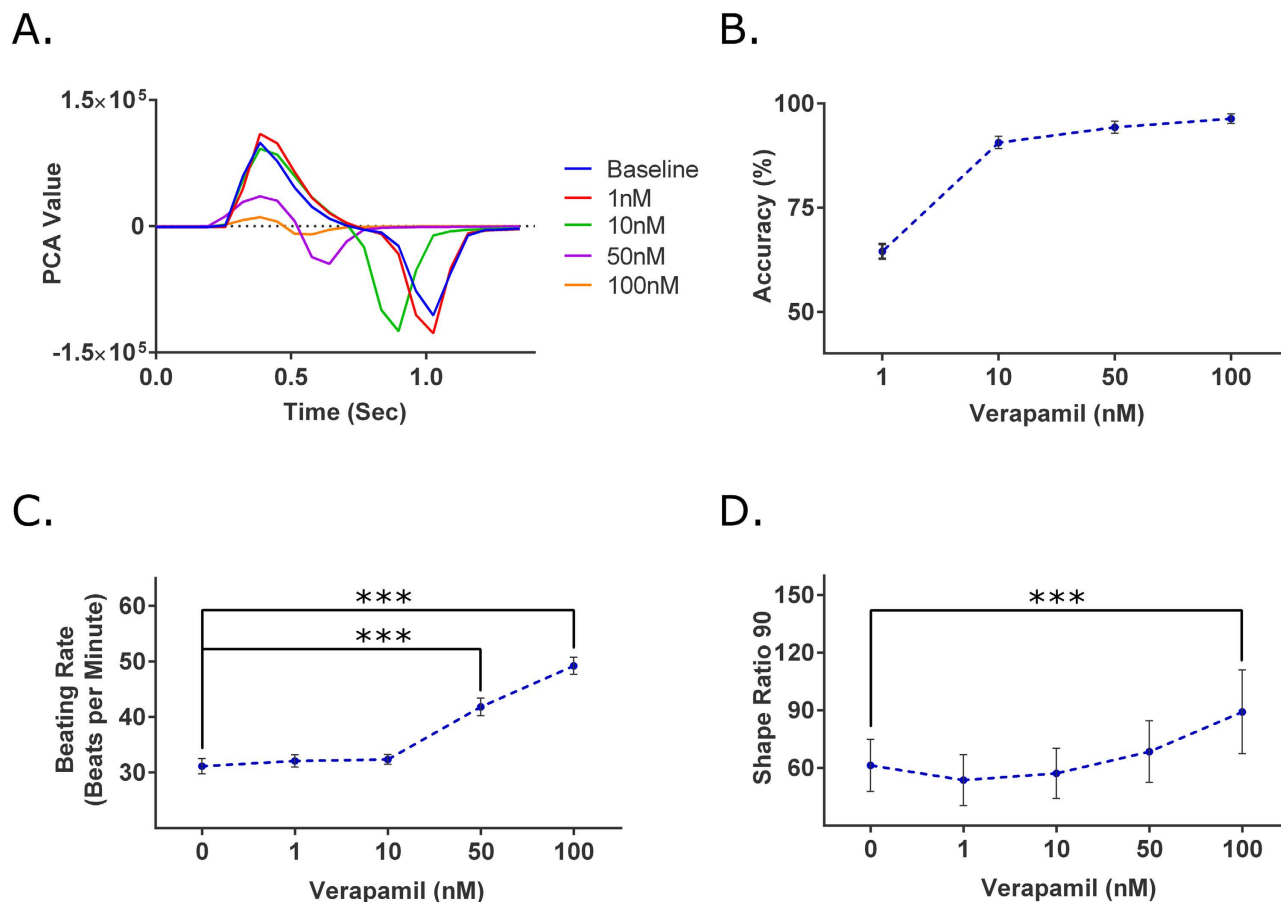 A.
1.5×10⁵
0
-1.5×10⁵
PCA Value
0.0 0.5 1.0
Time (Sec)
Baseline
1nM
10nM
50nM
100nM
B.
100
75
50
Accuracy (%)
1 10 50 100
Verapamil (nM)
C.
60
50
40
30
Beating Rate
(Beats per Minute)
***
***
0 1 10 50 100
Verapamil (nM)
D.
150
120
90
60
Shape Ratio 90
***
0 1 10 50 100
Verapamil (nM)